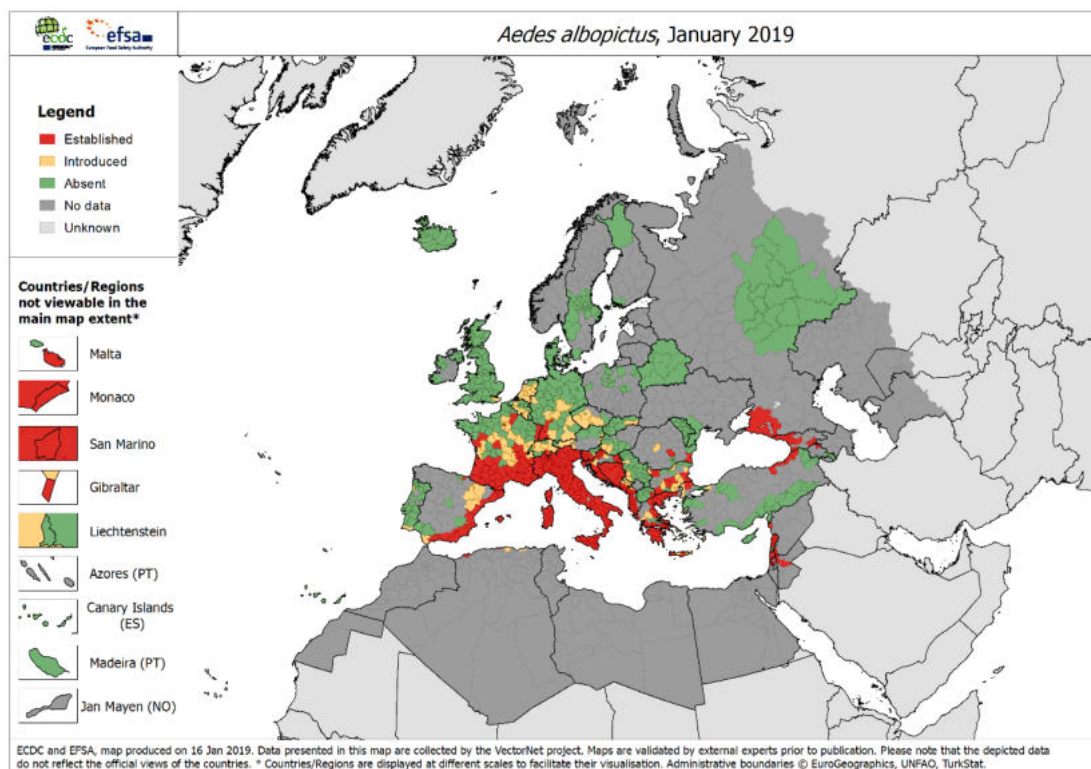 ecdc
efsa
European Food Safety Authority
Aedes albopictus, January 2019
Legend
Established
Introduced
Absent
No data
Unknown
Countries/Regions
not viewable in the
main map extent*
Malta
Monaco
San Marino
Gibraltar
Liechtenstein
Azores (PT)
Canary Islands
(ES)
Madeira (PT)
Jan Mayen (NO)
ECDC and EFSA, map produced on 16 Jan 2019. Data presented in this map are collected by the VectorNet project. Maps are validated by external experts prior to publication. Please note that the depicted data
do not reflect the official views of the countries. * Countries/Regions are displayed at different scales to facilitate their visualisation. Administrative boundaries © EuroGeographics, UNFAO, TurkStat.